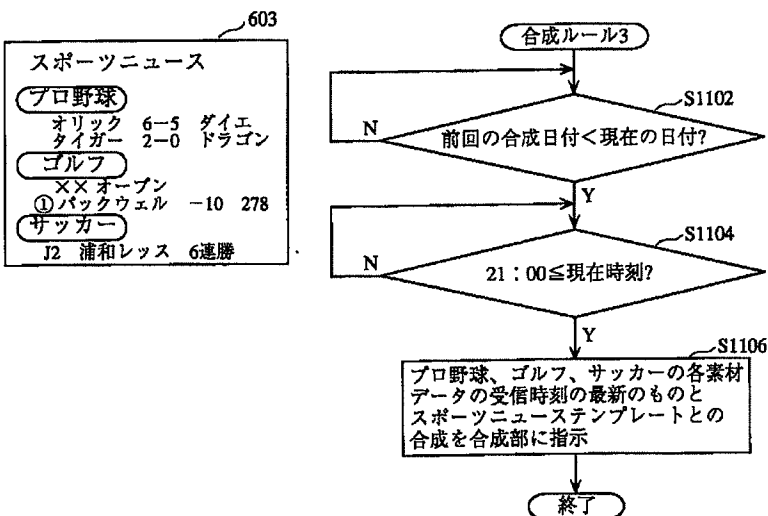 603
スポーツニュース
プロ野球
オリック 6-5 ダイエ
タイガー 2-0 ドラゴン
ゴルフ
××オープン
①パックウェル -10 278
サッカー
J2 浦和レッス 6連勝
合成ルール3
S1102
前回の合成日付<現在の日付?
N
Y
S1104
21:00≦現在時刻?
N
Y
S1106
プロ野球、ゴルフ、サッカーの各素材
データの受信時刻の最新のものと
スポーツニューステンプレートとの
合成を合成部に指示
終了